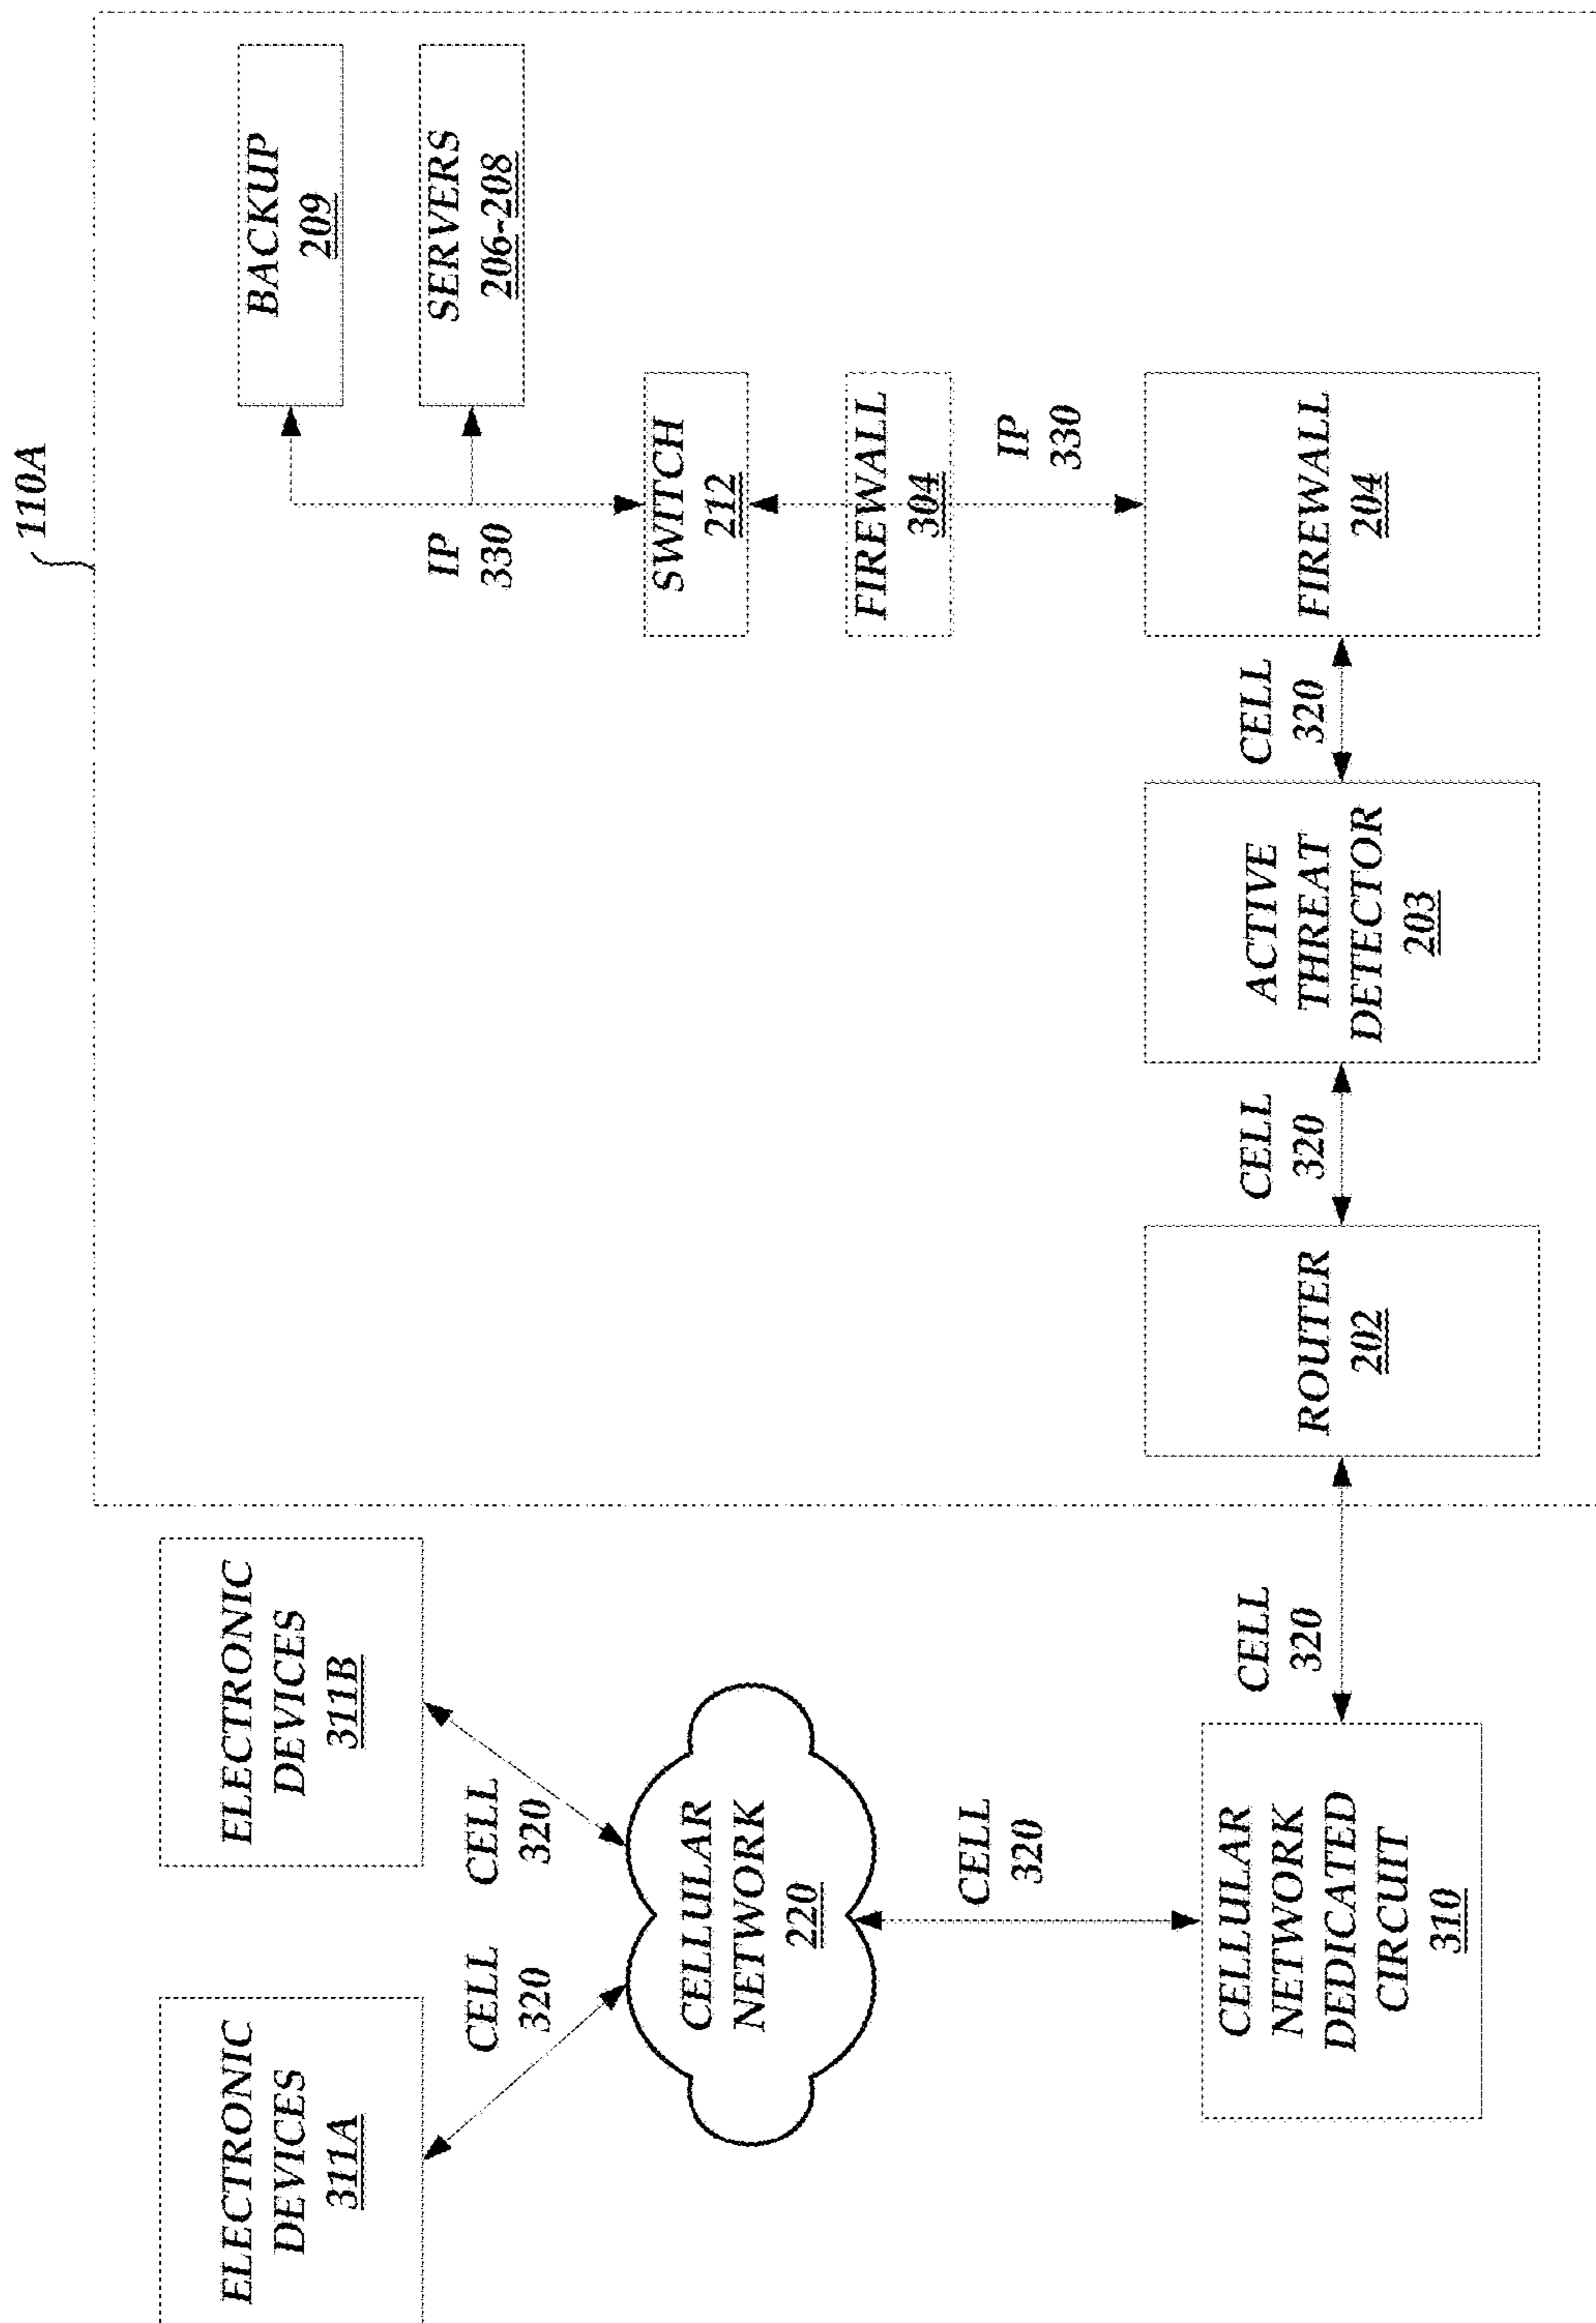 110A
ELECTRONIC
DEVICES
311A
ELECTRONIC
DEVICES
311B
BACKUP
209
SERVERS
206-208
CELL
320
CELL
320
IP
330
CELLULAR
NETWORK
220
SWITCH
212
FIREWALL
304
CELL
320
IP
330
CELLULAR
NETWORK
DEDICATED
CIRCUIT
310
CELL
320
ROUTER
202
CELL
320
ACTIVE
THREAT
DETECTOR
203
CELL
320
FIREWALL
204